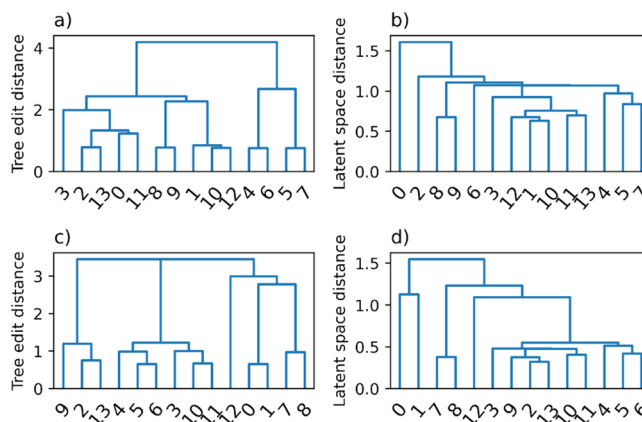 a)
Tree edit distance
4
2
0
3 2 13 0 11 8 9 1 10 12 4 6 5 7
b)
Latent space distance
1.5
1.0
0.5
0.0
0 2 8 9 6 3 12 1 10 11 13 4 5 7
c)
Tree edit distance
3
2
1
0
9 2 13 4 5 6 3 10 11 12 0 1 7 8
d)
Latent space distance
1.5
1.0
0.5
0.0
0 1 7 8 12 3 9 2 13 10 11 4 5 6